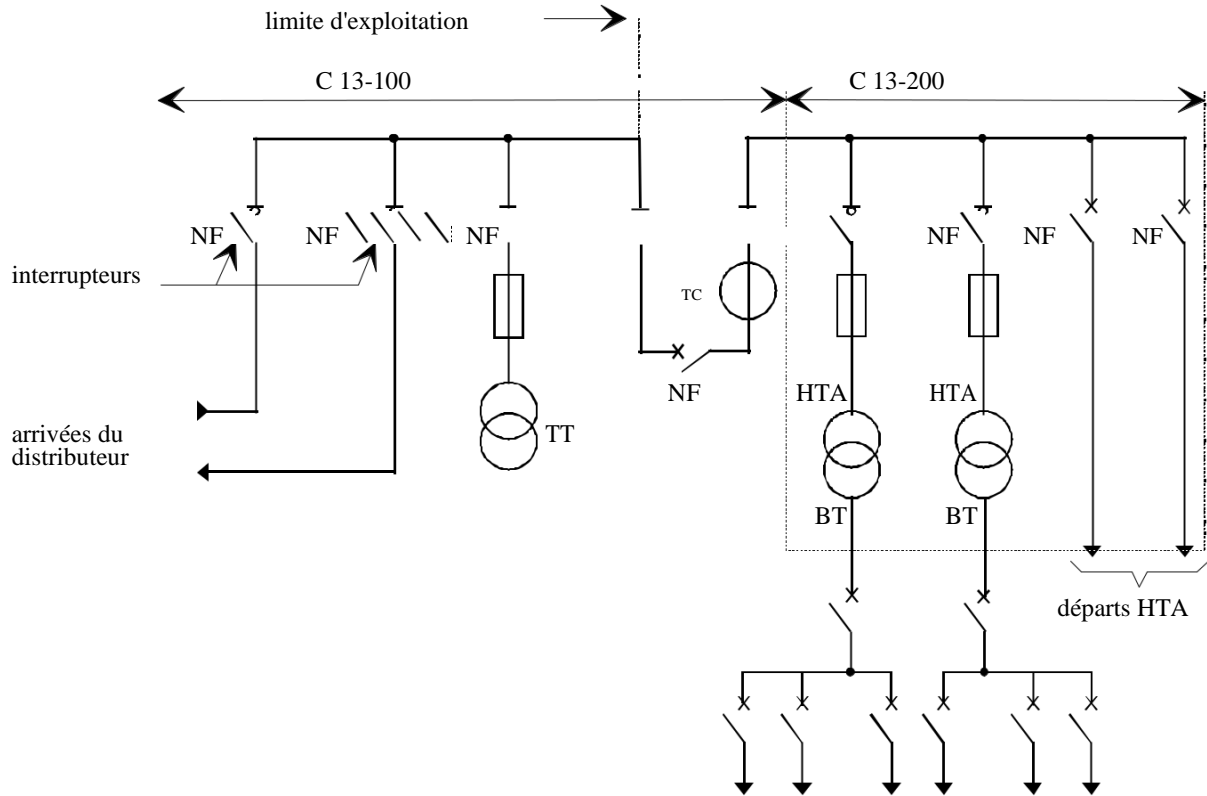 limite d'exploitation
C 13-100
C 13-200
NF
NF
NF
NF
NF
NF
interrupteurs
TC
NF
HTA
HTA
arrivées du
distributeur
TT
BT
BT
départs HTA